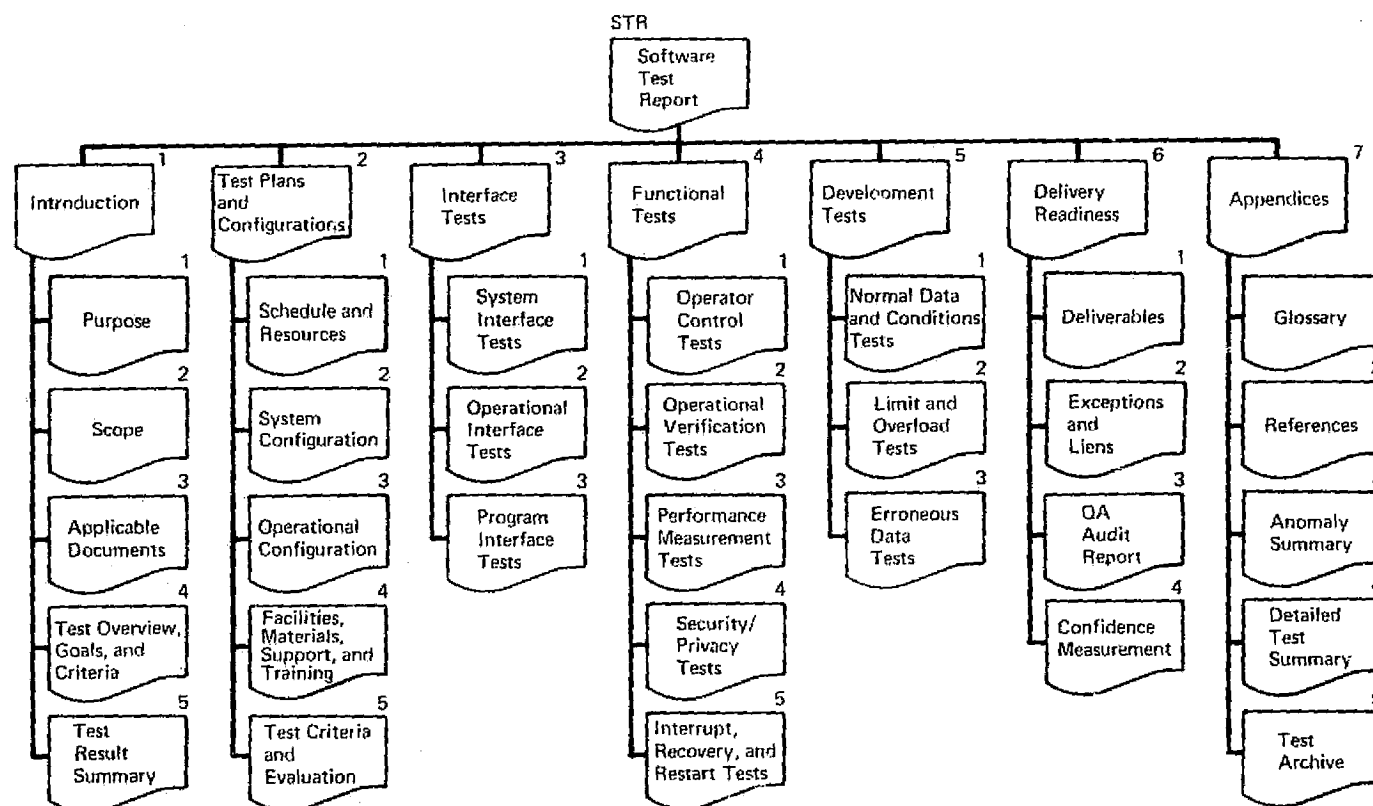 STR
Software
Test
Report
1
Introduction
1
Purpose
2
Scope
3
Applicable
Documents
4
Test Overview,
Goals, and
Criteria
5
Test
Result
Summary
2
Test Plans
and
Configurations
1
Schedule and
Resources
2
System
Configuration
3
Operational
Configuration
4
Facilities,
Materials,
Support, and
Training
5
Test Criteria
and
Evaluation
3
Interface
Tests
1
System
Interface
Tests
2
Operational
Interface
Tests
3
Program
Interface
Tests
4
Functional
Tests
1
Operator
Control
Tests
2
Operational
Verification
Tests
3
Performance
Measurement
Tests
4
Security/
Privacy
Tests
5
Interrupt,
Recovery, and
Restart Tests
5
Development
Tests
1
Normal Data
and Conditions
Tests
2
Limit and
Overload
Tests
3
Erroneous
Data
Tests
6
Delivery
Readiness
1
Deliverables
2
Exceptions
and
Liens
3
QA
Audit
Report
4
Confidence
Measurement
7
Appendices
1
Glossary
References
Anomaly
Summary
Detailed
Test
Summary
Test
Archive